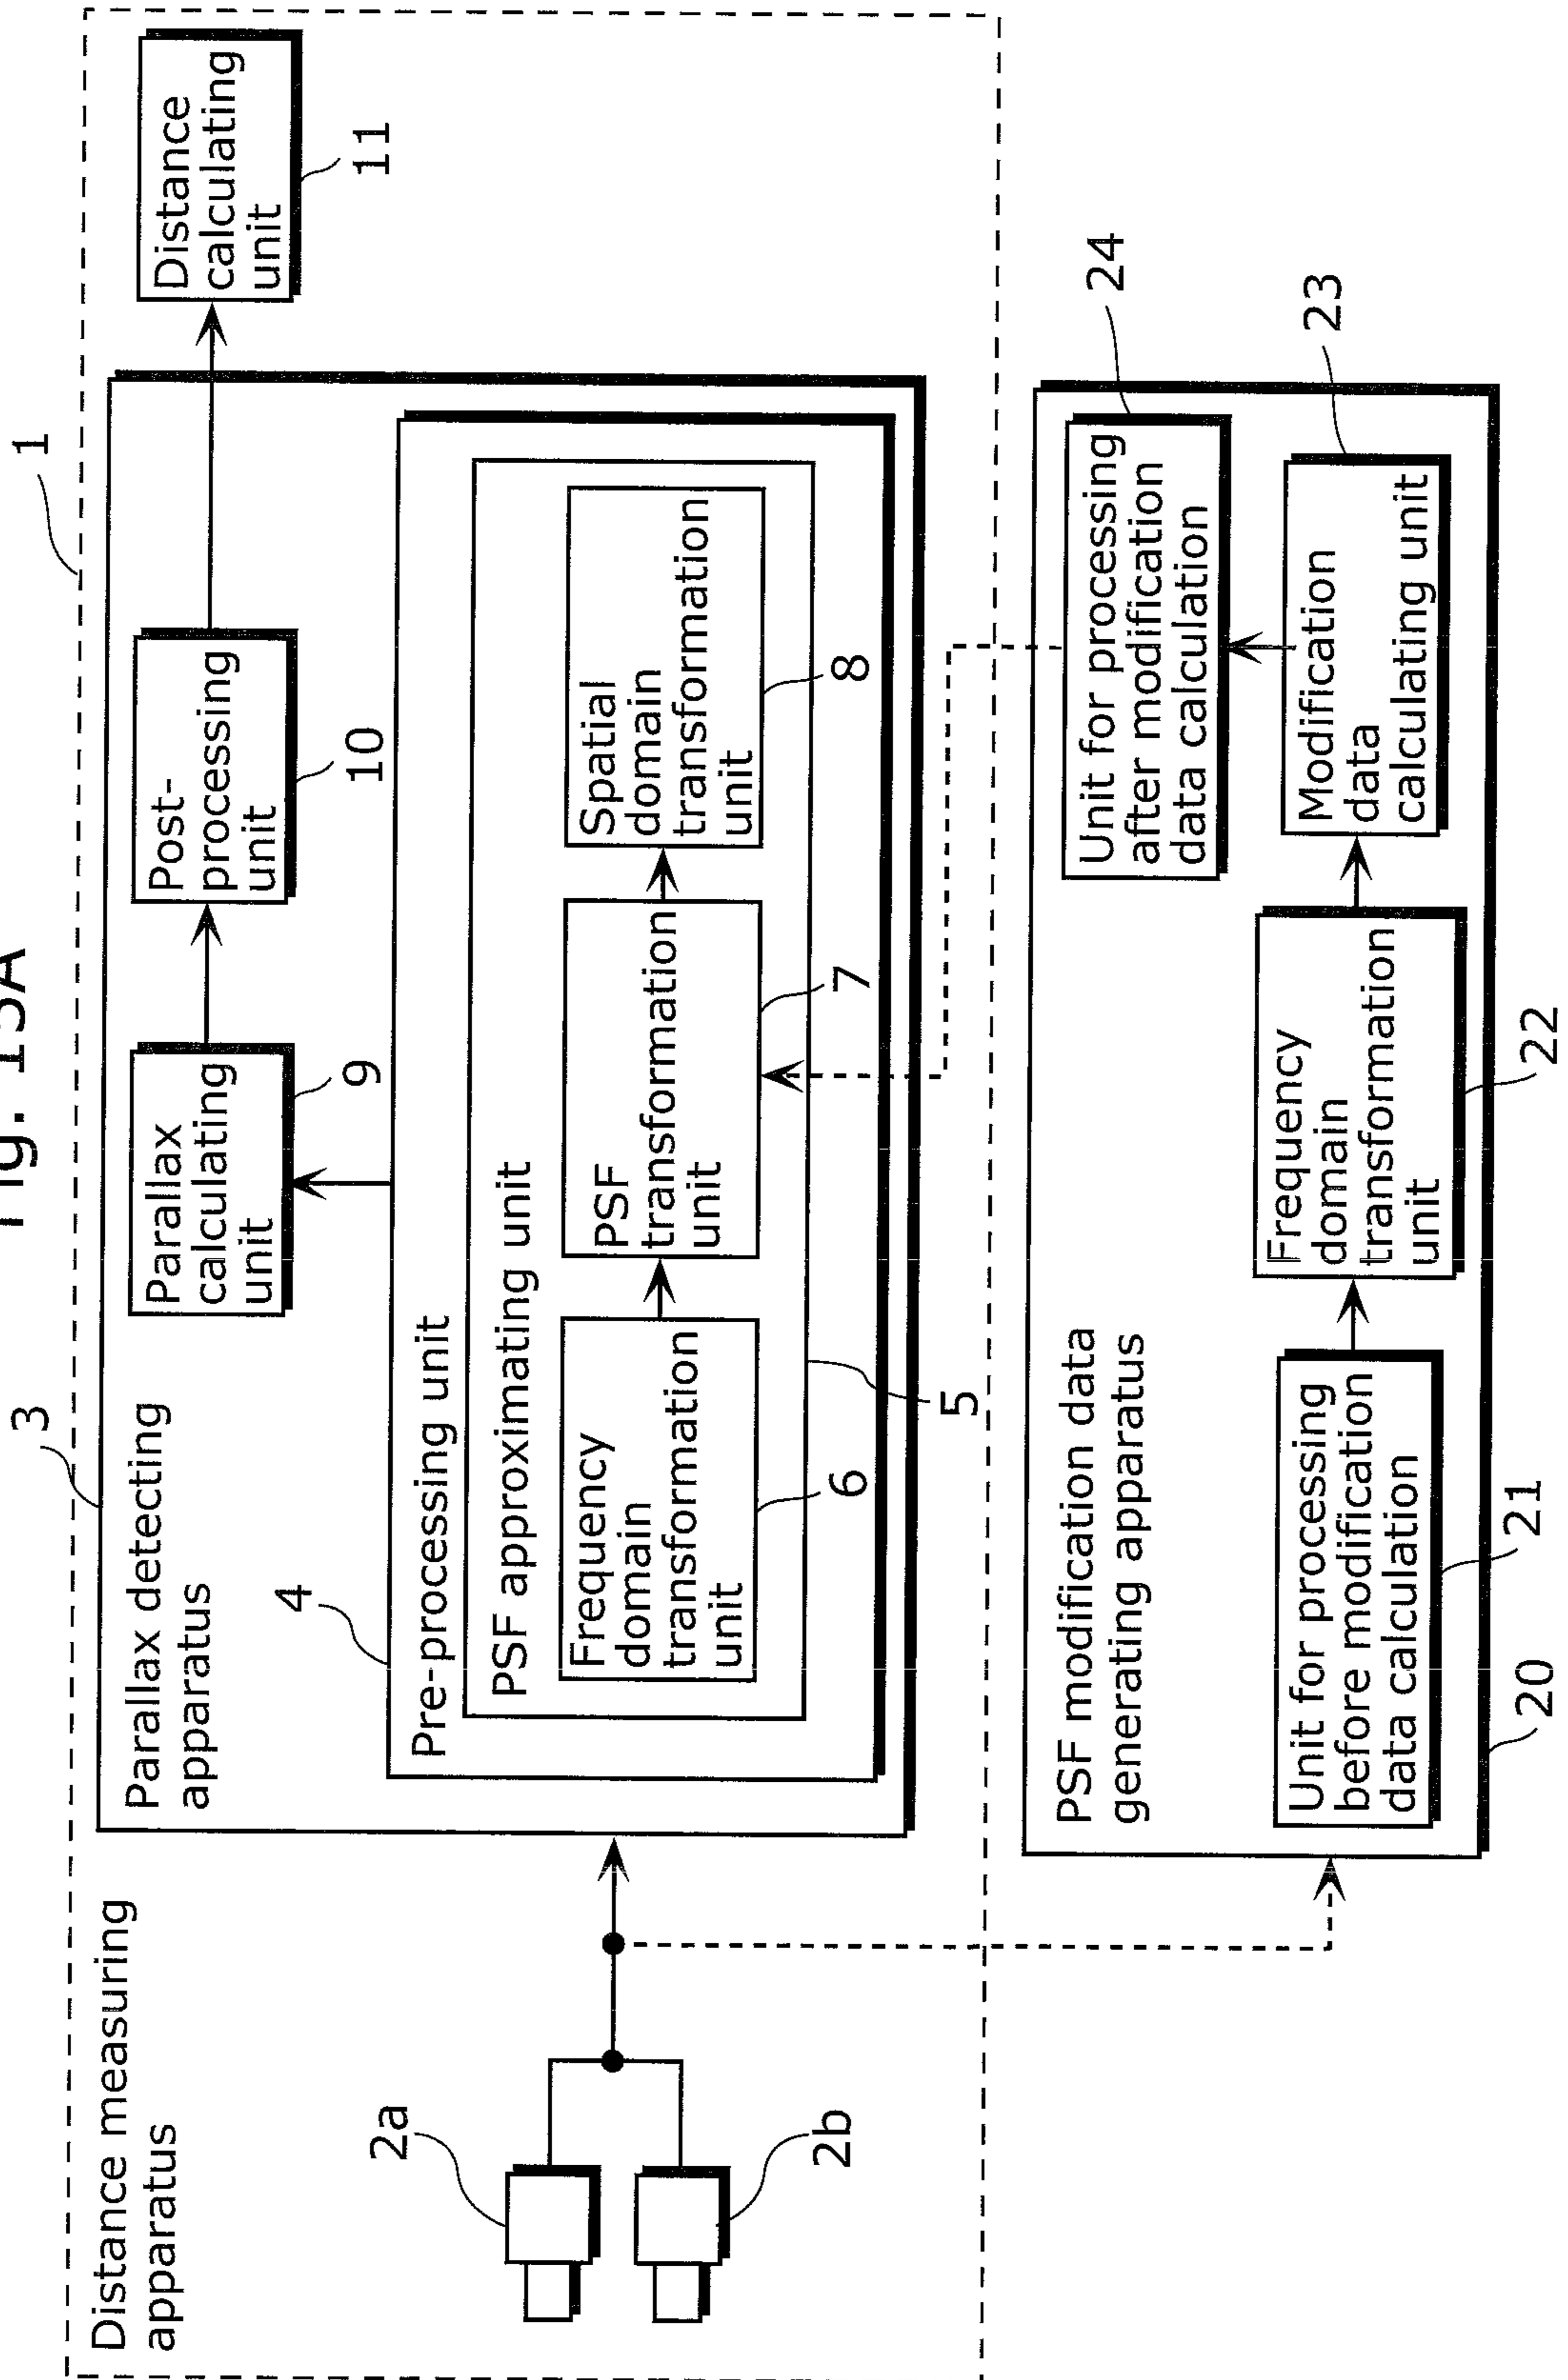 Fig. 15A
1
Distance measuring
apparatus
3
Parallax detecting
apparatus
Parallax
calculating
unit
9
Post-
processing
unit
10
Distance
calculating
unit
11
4
Pre-processing unit
PSF approximating unit
Frequency
domain
transformation
unit
6
PSF
transformation
unit
7
Spatial
domain
transformation
unit
8
5
2a
2b
PSF modification data
generating apparatus
Unit for processing
before modification
data calculation
21
20
Frequency
domain
transformation
unit
22
Modification
data
calculating unit
23
Unit for processing
after modification
data calculation
24